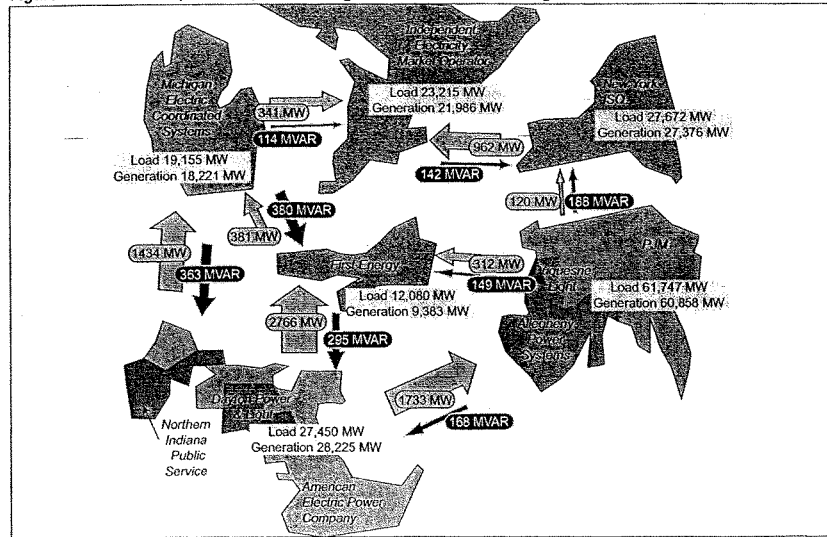 Independent
Electricity
Market Operator
Michigan
Electric
Coordinated
Systems
341 MW
114 MVAR
Load 23,215 MW
Generation 21,986 MW
New York
ISO
Load 27,672 MW
Generation 27,376 MW
962 MW
142 MVAR
Load 19,155 MW
Generation 18,221 MW
380 MVAR
381 MW
120 MW
188 MVAR
1434 MW
363 MVAR
First Energy
312 MW
149 MVAR
PJM
Duquesne
Light
Load 61,747 MW
Generation 60,858 MW
Allegheny
Power
Systems
Load 12,080 MW
Generation 9,383 MW
2766 MW
295 MVAR
1733 MW
168 MVAR
Dayton Power
& Light
Load 27,450 MW
Generation 28,225 MW
Northern
Indiana
Public
Service
American
Electric Power
Company